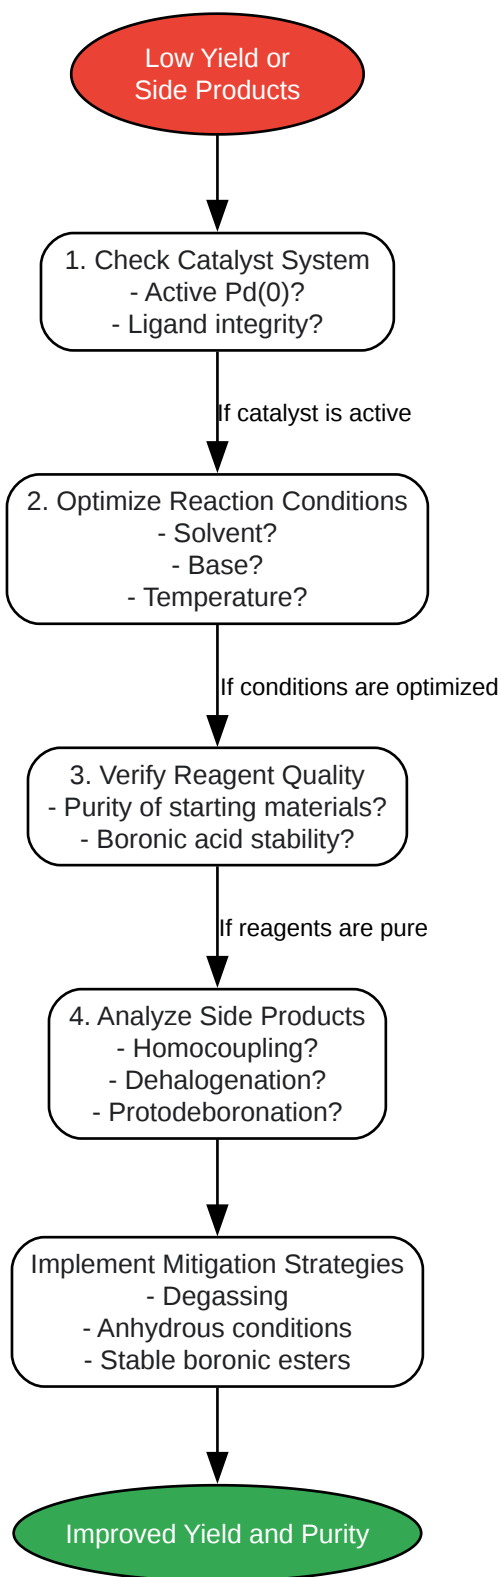 Low Yield or
Side Products
1. Check Catalyst System
- Active Pd(0)?
- Ligand integrity?
If catalyst is active
2. Optimize Reaction Conditions
- Solvent?
- Base?
- Temperature?
If conditions are optimized
3. Verify Reagent Quality
- Purity of starting materials?
- Boronic acid stability?
If reagents are pure
4. Analyze Side Products
- Homocoupling?
- Dehalogenation?
- Protodeboronation?
Implement Mitigation Strategies
- Degassing
- Anhydrous conditions
- Stable boronic esters
Improved Yield and Purity